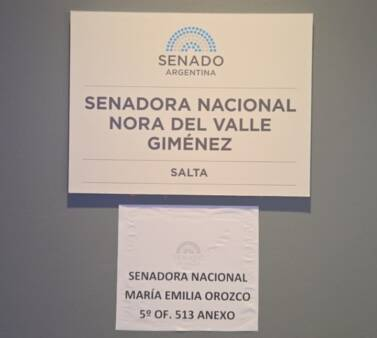 SENADO
ARGENTINA
SENADORA NACIONAL
NORA DEL VALLE
GIMÉNEZ
SALTA
SENADORA NACIONAL
MARÍA EMILIA OROZCO
5º OF. 513 ANEXO